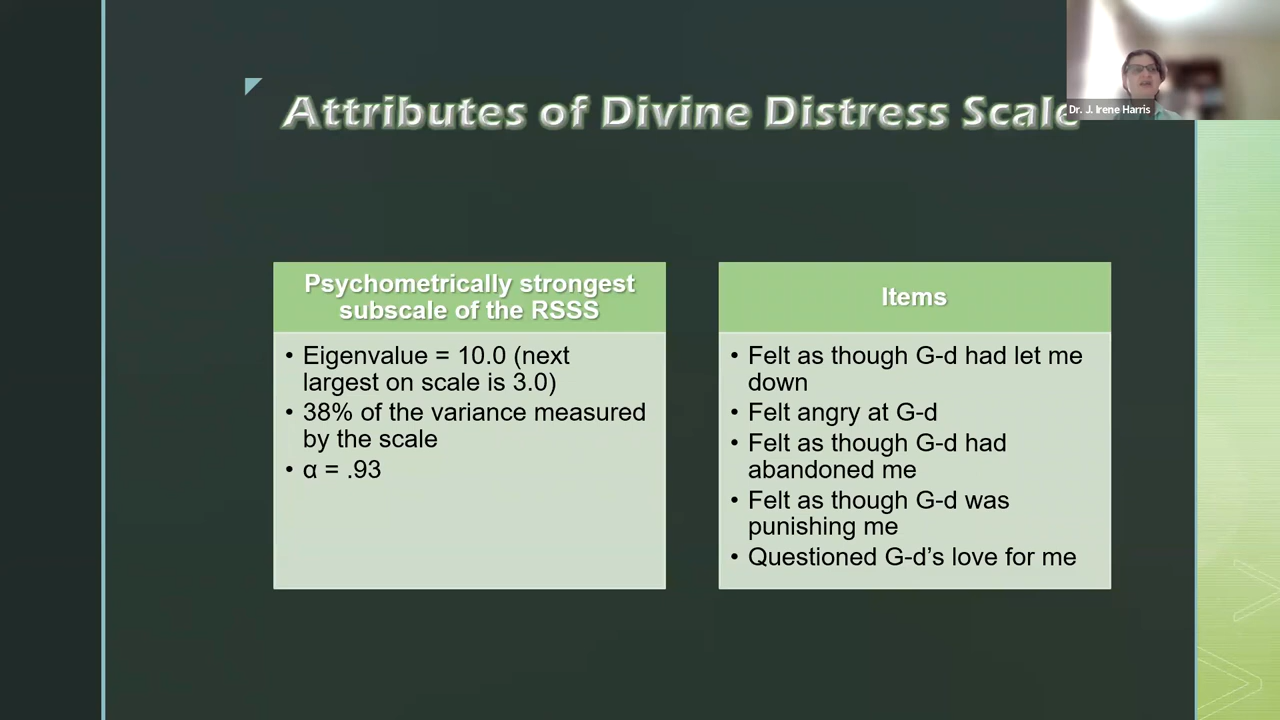 Attributes of Divine Distress Scale
Dr. J. Irene Harris
Psychometrically strongest
subscale of the RSSS
• Eigenvalue = 10.0 (next
largest on scale is 3.0)
• 38% of the variance measured
by the scale
• α = .93
Items
• Felt as though G-d had let me
down
• Felt angry at G-d
• Felt as though G-d had
abandoned me
• Felt as though G-d was
punishing me
• Questioned G-d’s love for me